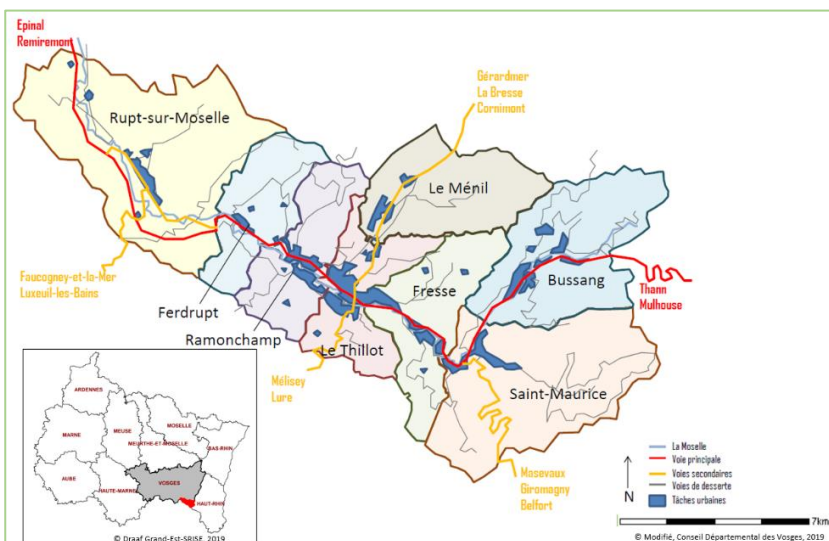 Epinal
Remiremont
Gérardmer
La Bresse
Cornimont
Rupt-sur-Moselle
Le Ménil
Faucogney-et-la-Mer
Luxeuil-les-Bains
Ferdrupt
Ramonchamp
Fresse
Bussang
Thann
Mulhouse
Le Thillot
Mélisey
Lure
Saint-Maurice
Masevaux
Giromagny
Belfort
ARDENNES
MARNE
MEUSE
MOSELLE
MEURTHE-ET-MOSELLE
BAS-RHIN
AUBE
HAUTE-MARNE
VOSGES
HAUT-RHIN
© Draaf Grand-Est-SRISE, 2019
La Moselle
Voie principale
Voies secondaires
Voies de desserte
Tâches urbaines
N
7km
© Modifié, Conseil Départemental des Vosges, 2019